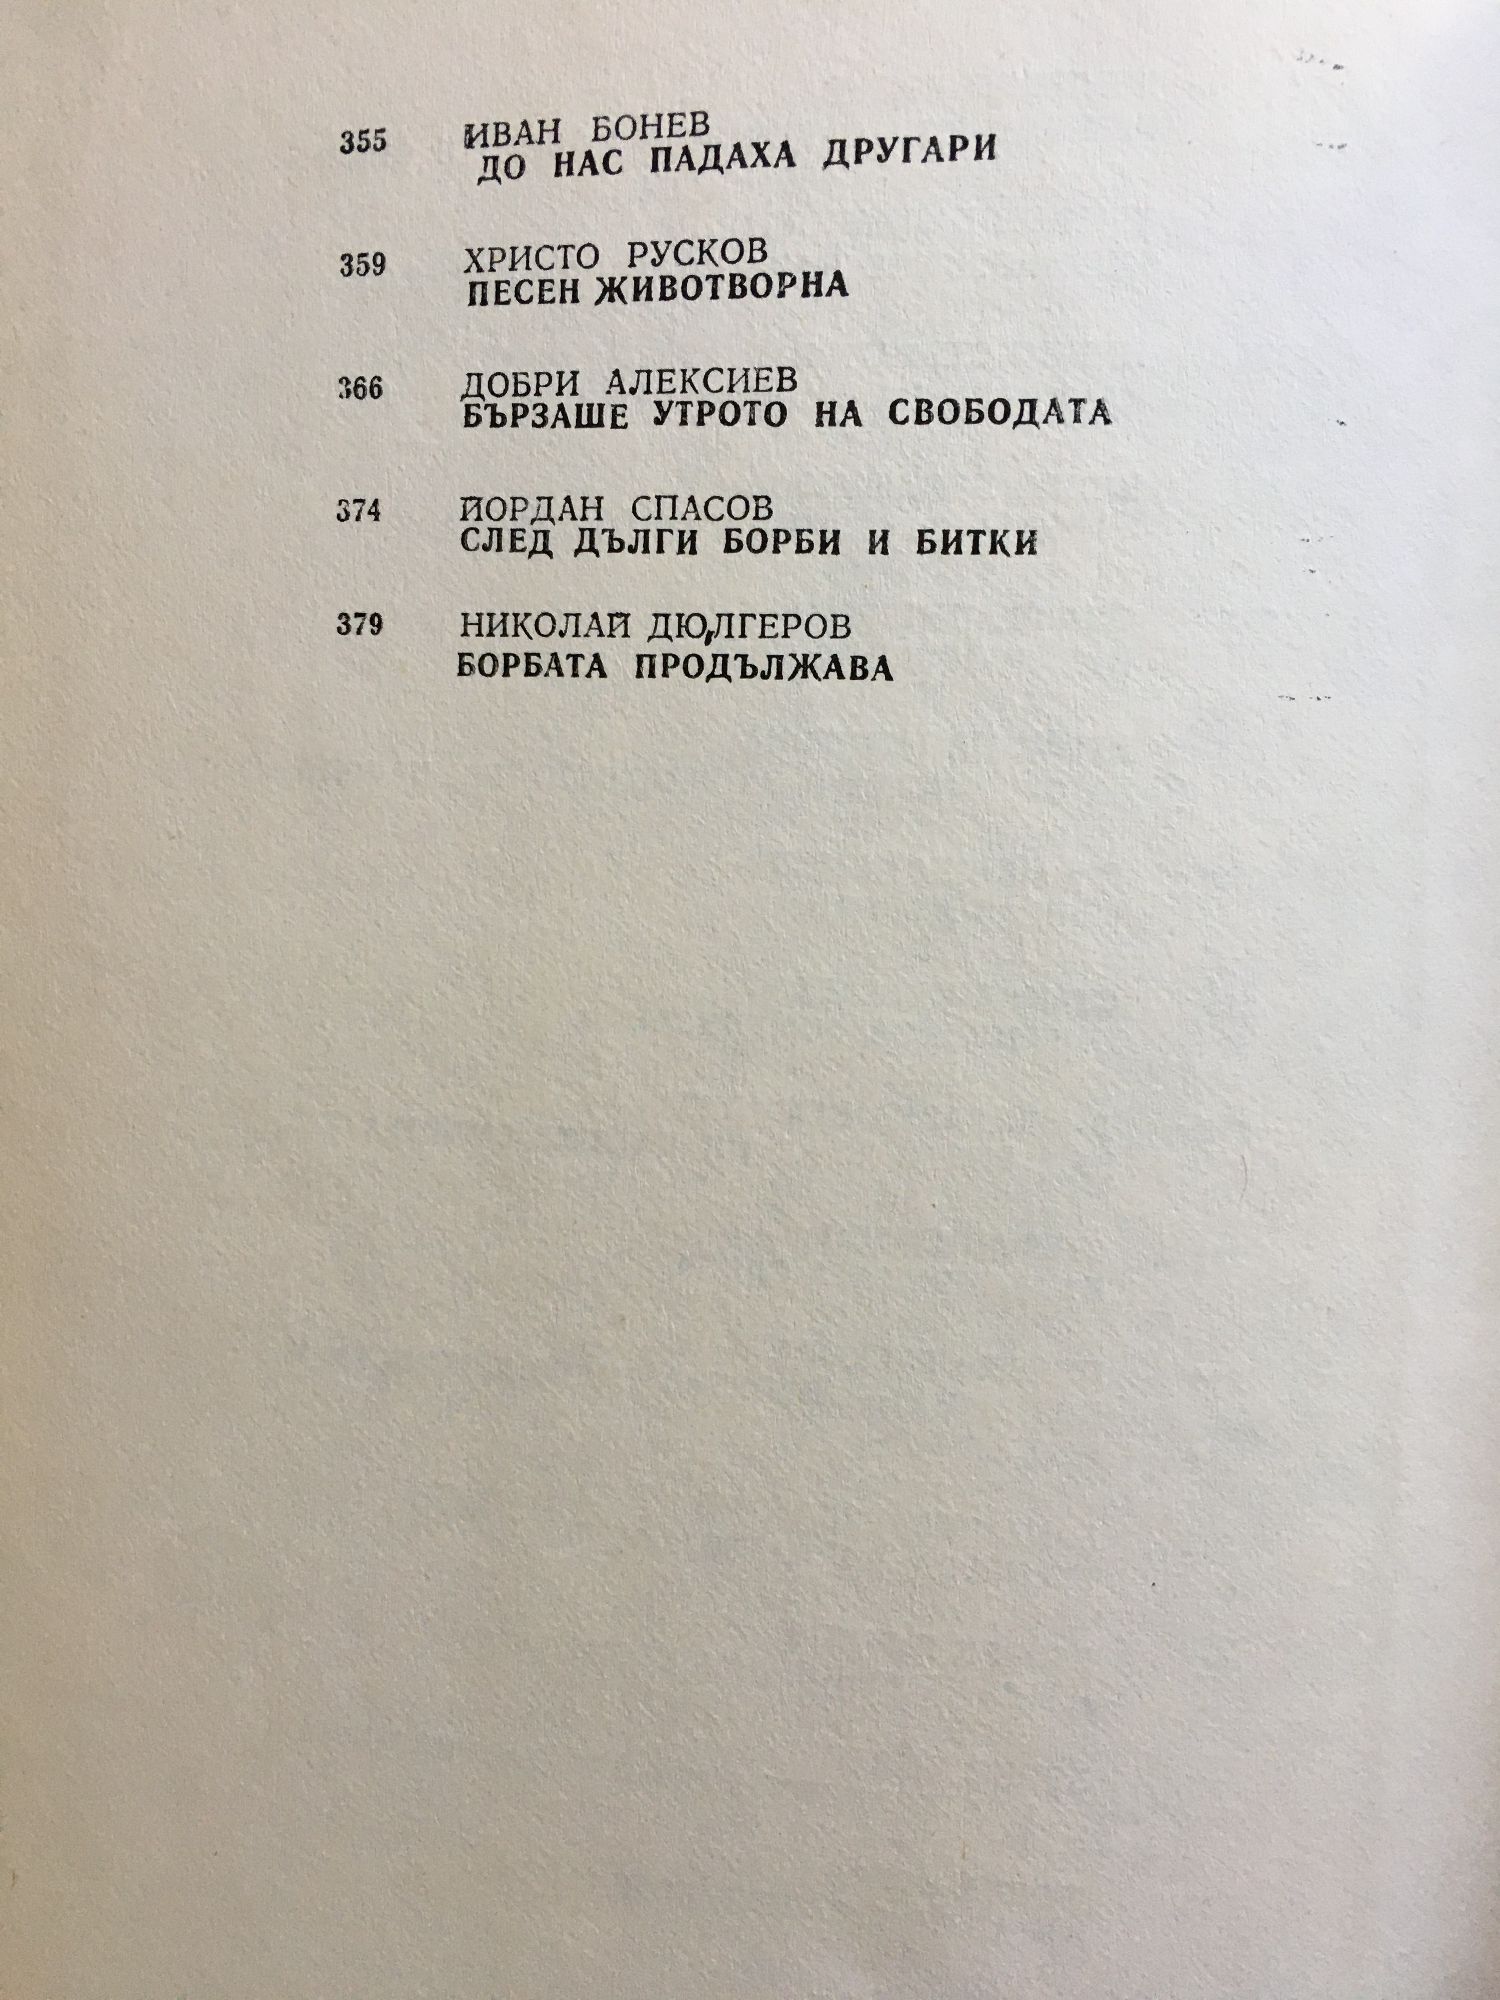 355 ИВАН БОНЕВ
ДО НАС ПАДАХА ДРУГАРИ
359 ХРИСТО РУСКОВ
ПЕСЕН ЖИВОТВОРНА
366 ДОБРИ АЛЕКСИЕВ
БЪРЗАШЕ УТРОТО НА СВОБОДАТА
374 ЙОРДАН СПАСОВ
СЛЕД ДЪЛГИ БОРБИ И БИТКИ
379 НИКОЛАЙ ДЮЛГЕРОВ
БОРБАТА ПРОДЪЛЖАВА